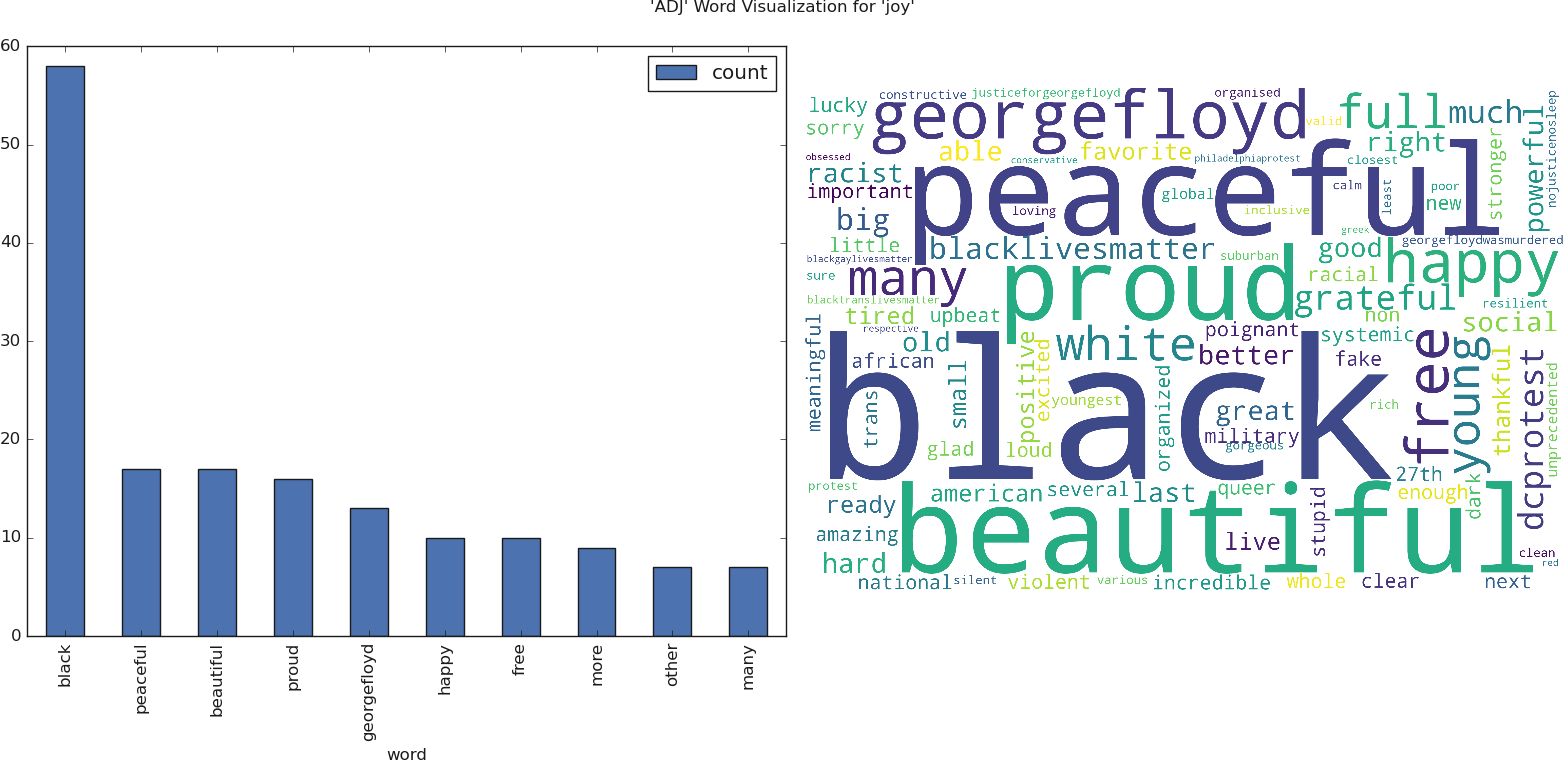 'ADJ' Word Visualization for 'joy'
60
50
40
30
20
10
0
count
black
peaceful
beautiful
proud
georgefloyd
happy
free
more
other
many
word
lucky
constructive
justiceforgeorgefloyd
organised
georgefloyd
valid
full
much
sorry
able
favorite
right
stronger
powerful
nojusticenosleep
obsessed
conservative
philadelphiaprotest
closest
racist
peaceful
important
loving
global
calm
least
poor
new
inclusive
big
greek
little
blacklivesmatter
suburban
good
georgefloydwasmurdered
blackgaylivesmatter
sure
many
proud
racial
happy
blacktranslivesmatter
grateful
resilient
tired
upbeat
non
social
meaningful
respective
old
white
poignant
systemic
african
better
fake
free
young
thankful
dcprotest
unprecedented
black
trans
small
positive
excited
youngest
organized
great
rich
military
gorgeous
glad
loud
27th
protest
ready
american
several
last
queer
stupid
enough
dark
amazing
beautiful
live
hard
clean
red
national
silent
violent
various
incredible
whole
clear
next